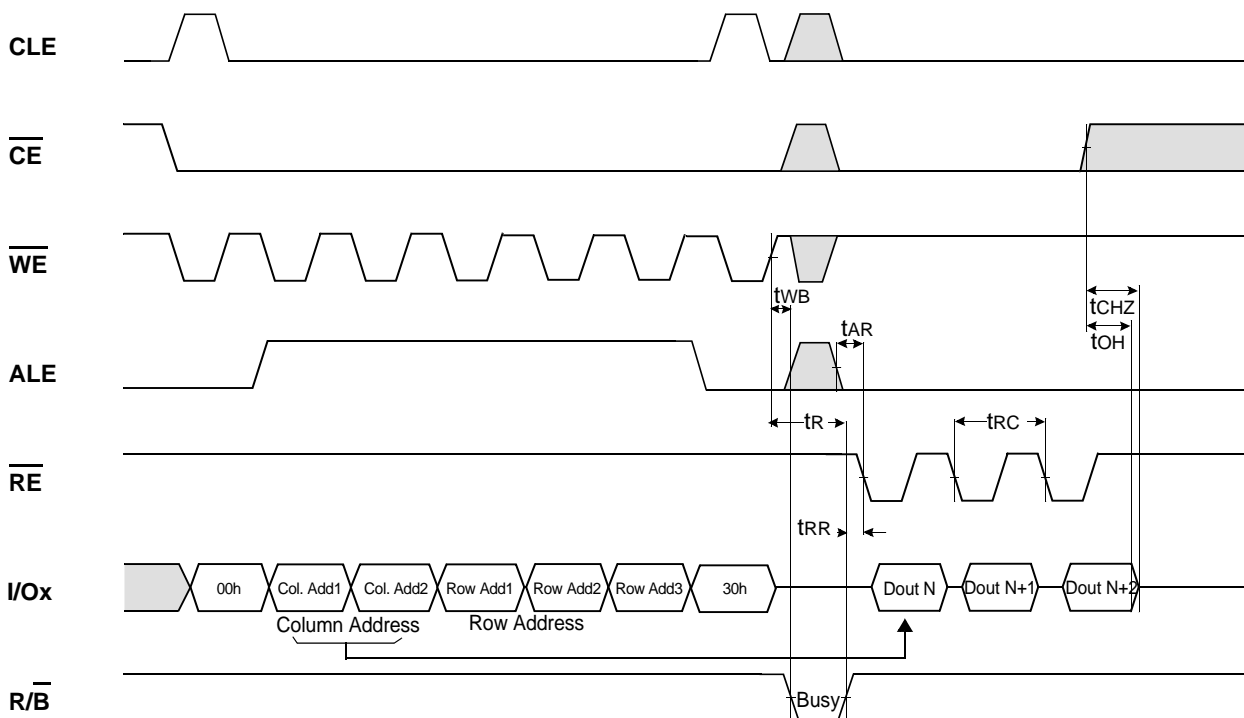 CLE
CE
WE
tWB
tCHZ
tAR
tOH
ALE
tR
tRC
RE
tRR
I/Ox
00h
Col. Add1
Col. Add2
Row Add1
Row Add2
Row Add3
30h
Dout N
Dout N+1
Dout N+2
Column Address
Row Address
R/B
Busy